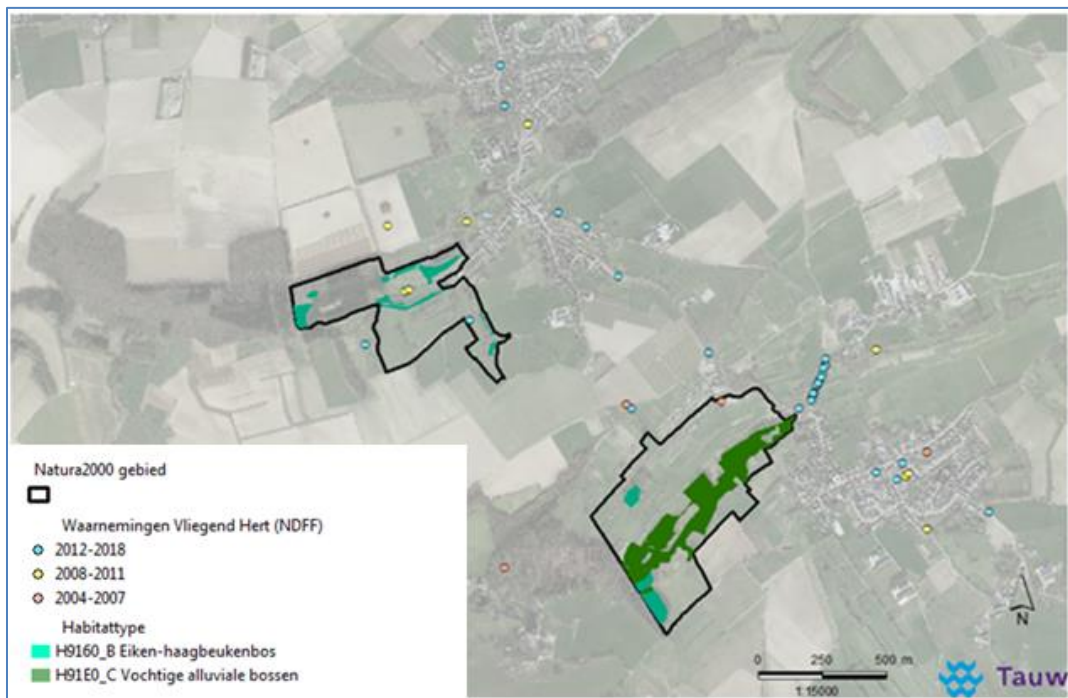 Natura2000 gebied
Waarnemingen Vliegend Hert (NDFF)
2012-2018
2008-2011
2004-2007
Habitattype
H9160_B Eiken-haagbeukenbos
H91E0_C Vochtige alluviale bossen
N
0 250 500 m
1:15000
Tauw